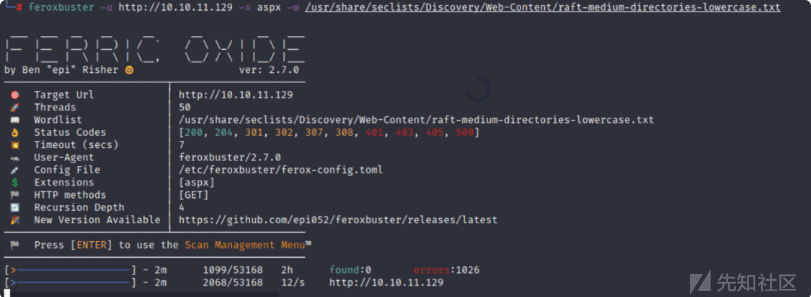 # feroxbuster -u http://10.10.11.129 -x aspx -w /usr/share/seclists/Discovery/Web-Content/raft-medium-directories-lowercase.txt
FERRIC OXIDE
by Ben "epi" Risher 🤓 ver: 2.7.0
🎯 Target Url │ http://10.10.11.129
🚀 Threads │ 50
📖 Wordlist │ /usr/share/seclists/Discovery/Web-Content/raft-medium-directories-lowercase.txt
👌 Status Codes │ [200, 204, 301, 302, 307, 308, 401, 403, 405, 500]
💥 Timeout (secs) │ 7
🦡 User-Agent │ feroxbuster/2.7.0
💉 Config File │ /etc/feroxbuster/ferox-config.toml
💲 Extensions │ [aspx]
🏁 HTTP methods │ [GET]
🔃 Recursion Depth │ 4
🎉 New Version Available │ https://github.com/epi052/feroxbuster/releases/latest
🏁 Press [ENTER] to use the Scan Management Menu™
[>-------------------] - 2m 1099/53168 2h found:0 errors:1026
[>-------------------] - 2m 2068/53168 12/s http://10.10.11.129
先知社区